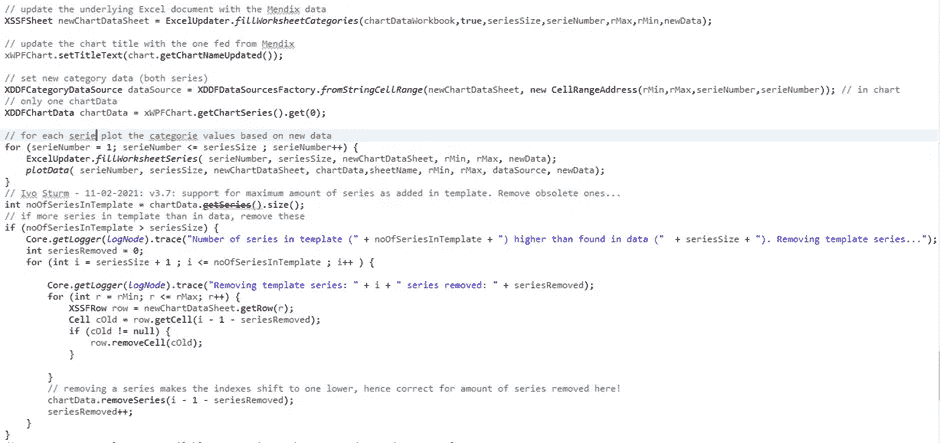 // update the underlying Excel document with the Mendix data
XSSFSheet newChartDataSheet = ExcelUpdater.fillWorksheetCategories(chartDataWorkbook,true,seriesSize,serieNumber,rMax,rMin,newData);
// update the chart title with the one fed from Mendix
xWPFChart.setTitleText(chart.getChartNameUpdated());
// set new category data (both series)
XDDFCategoryDataSource dataSource = XDDFDataSourcesFactory.fromStringCellRange(newChartDataSheet, new CellRangeAddress(rMin,rMax,serieNumber,serieNumber)); // in chart
// only one chartData
XDDFChartData chartData = xWPFChart.getChartSeries().get(0);
// for each serie plot the categorie values based on new data
for (serieNumber = 1; serieNumber <= seriesSize ; serieNumber++) {
ExcelUpdater.fillWorksheetSeries( serieNumber, seriesSize, newChartDataSheet, rMin, rMax, newData);
plotData( serieNumber, seriesSize, newChartDataSheet, chartData,sheetName, rMin, rMax, dataSource, newData);
}
// Ivo Sturm - 11-02-2021: v3.7: support for maximum amount of series as added in template. Remove obsolete ones...
int noOfSeriesInTemplate = chartData.getSeries().size();
// if more series in template than in data, remove these
if (noOfSeriesInTemplate > seriesSize) {
Core.getLogger(logNode).trace("Number of series in template (" + noOfSeriesInTemplate + ") higher than found in data ("  + seriesSize + "). Removing template series...");
int seriesRemoved = 0;
for (int i = seriesSize + 1 ; i <= noOfSeriesInTemplate ; i++ ) {
Core.getLogger(logNode).trace("Removing template series: " + i + " series removed: " + seriesRemoved);
for (int r = rMin; r <= rMax; r++) {
XSSFRow row = newChartDataSheet.getRow(r);
Cell cOld = row.getCell(i - 1 - seriesRemoved);
if (cOld != null) {
row.removeCell(cOld);
}
}
// removing a series makes the indexes shift to one lower, hence correct for amount of series removed here!
chartData.removeSeries(i - 1 - seriesRemoved);
seriesRemoved++;
}
}